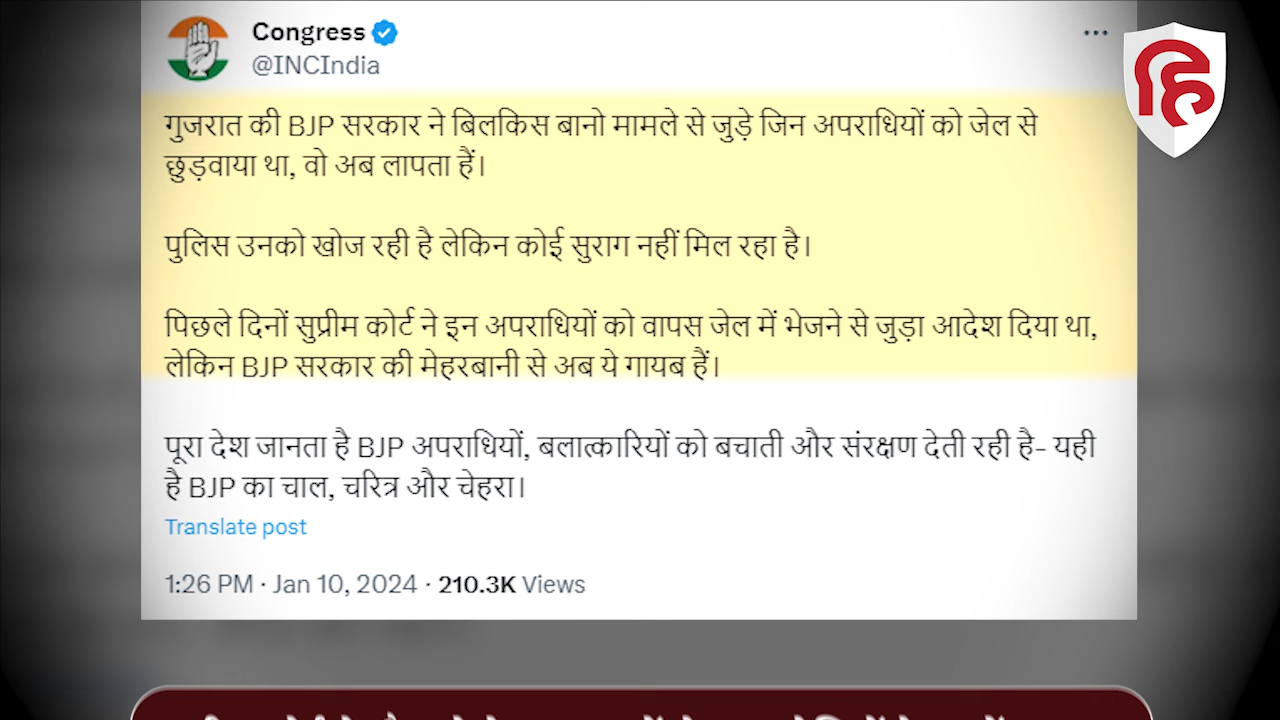 Congress
@INCIndia
हि
गुजरात की BJP सरकार ने बिलकिस बानो मामले से जुड़े जिन अपराधियों को जेल से
छुड़वाया था, वो अब लापता हैं।
पुलिस उनको खोज रही है लेकिन कोई सुराग नहीं मिल रहा है।
पिछले दिनों सुप्रीम कोर्ट ने इन अपराधियों को वापस जेल में भेजने से जुड़ा आदेश दिया था,
लेकिन BJP सरकार की मेहरबानी से अब ये गायब हैं।
पूरा देश जानता है BJP अपराधियों, बलात्कारियों को बचाती और संरक्षण देती रही है- यही
है BJP का चाल, चरित्र और चेहरा।
Translate post
1:26 PM · Jan 10, 2024 · 210.3K Views